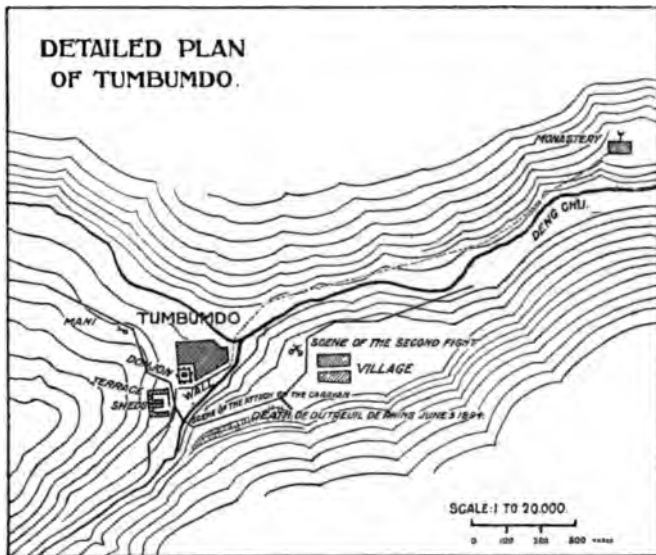 DETAILED PLAN
OF TUMBUMDO.
MONASTERY
DENG CHU.
MANI
TUMBUMDO
DONJON
WALL
TERRACE
SHEDS
SCENE OF THE SECOND FIGHT
VILLAGE
SCENE OF THE ATTACK ON THE CARAVAN
DEATH OF DUTREUIL DE RHINS JUNE 5 1894.
SCALE: 1 TO 20.000.
0 100 200 300 YARDS